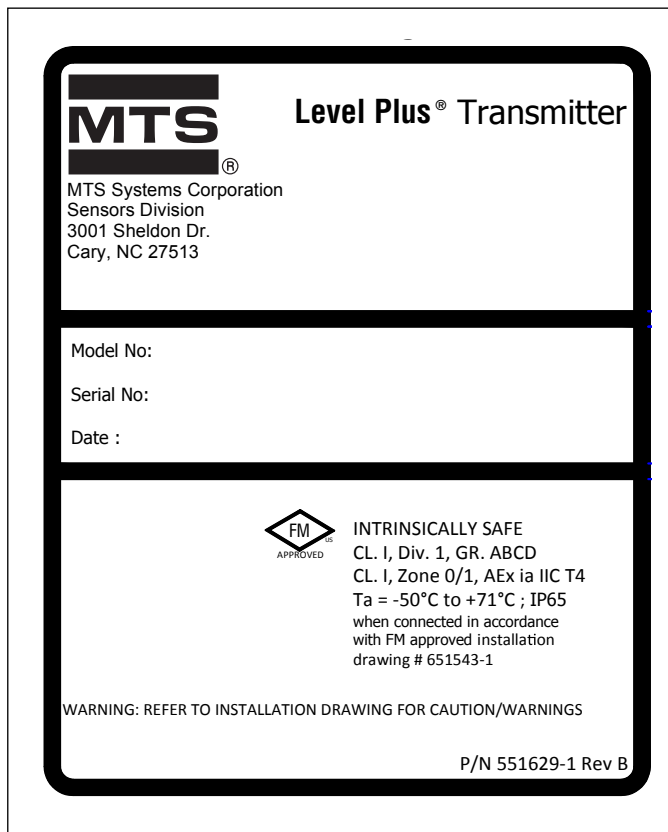 MTS
®
Level Plus® Transmitter
MTS Systems Corporation
Sensors Division
3001 Sheldon Dr.
Cary, NC 27513
Model No:
Serial No:
Date :
FM
us
APPROVED
INTRINSICALLY SAFE
CL. I, Div. 1, GR. ABCD
CL. I, Zone 0/1, AEx ia IIC T4
Ta = -50°C to +71°C ; IP65
when connected in accordance
with FM approved installation
drawing # 651543-1
WARNING: REFER TO INSTALLATION DRAWING FOR CAUTION/WARNINGS
P/N 551629-1 Rev B